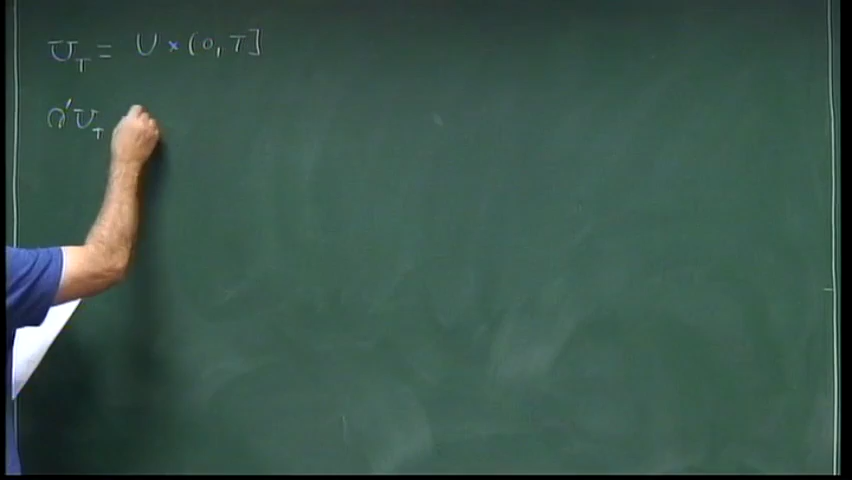 U_T = U × (0, T]
∂'U_T